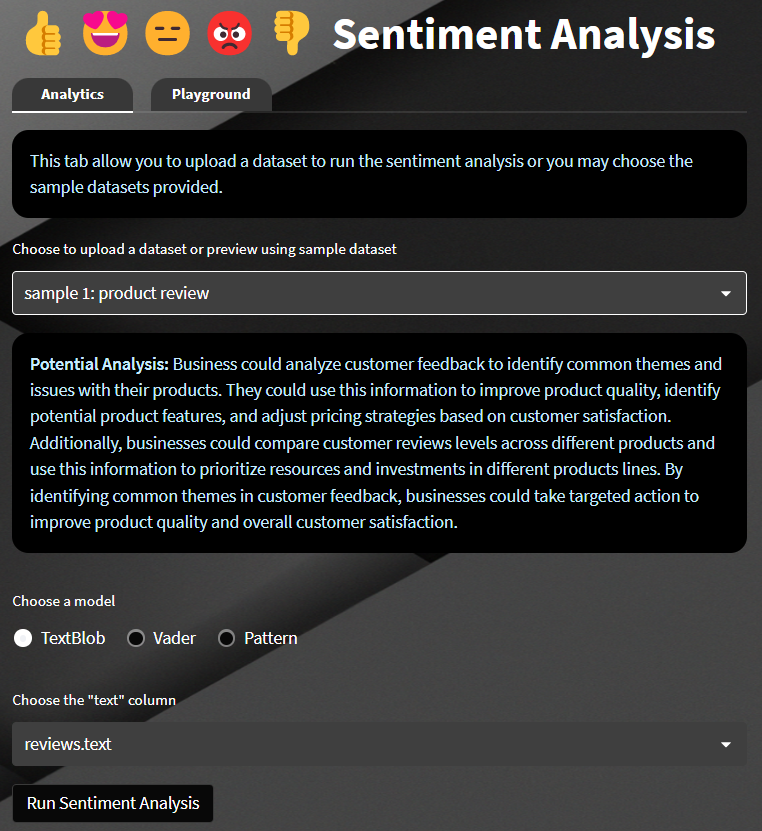 Sentiment Analysis
Analytics
Playground
This tab allow you to upload a dataset to run the sentiment analysis or you may choose the
sample datasets provided.
Choose to upload a dataset or preview using sample dataset
sample 1: product review
Potential Analysis: Business could analyze customer feedback to identify common themes and
issues with their products. They could use this information to improve product quality, identify
potential product features, and adjust pricing strategies based on customer satisfaction.
Additionally, businesses could compare customer reviews levels across different products and
use this information to prioritize resources and investments in different products lines. By
identifying common themes in customer feedback, businesses could take targeted action to
improve product quality and overall customer satisfaction.
Choose a model
TextBlob
Vader
Pattern
Choose the "text" column
reviews.text
Run Sentiment Analysis